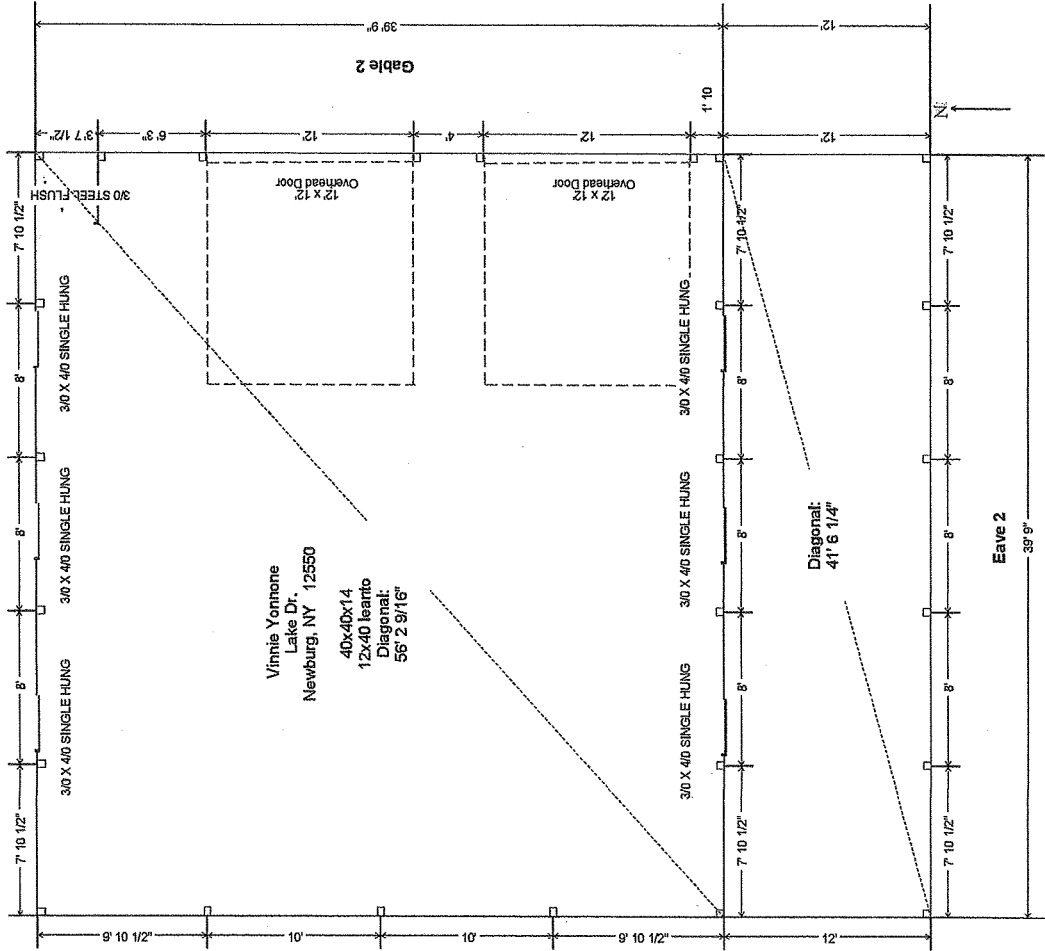 7' 10 1/2"
8'
8'
8'
7' 10 1/2"
3/0 X 4/0 SINGLE HUNG
3/0 X 4/0 SINGLE HUNG
3/0 X 4/0 SINGLE HUNG
3/0 STEEL FLUSH
3' 7 1/2"
6' 3"
12'
4'
12'
1' 10
39' 9"
12'
12'
Gable 2
12' x 12'
Overhead Door
12' x 12'
Overhead Door
Vinnie Yonnone
Lake Dr.
Newburg, NY 12550
40x40x14
12x40 leanto
Diagonal:
56' 2 9/16"
9' 10 1/2"
10'
10'
9' 10 1/2"
12'
3/0 X 4/0 SINGLE HUNG
3/0 X 4/0 SINGLE HUNG
3/0 X 4/0 SINGLE HUNG
7' 10 1/2"
8'
8'
8'
7' 10 1/2"
Diagonal:
41' 6 1/4"
7' 10 1/2"
8'
8'
8'
7' 10 1/2"
Eave 2
39' 9"